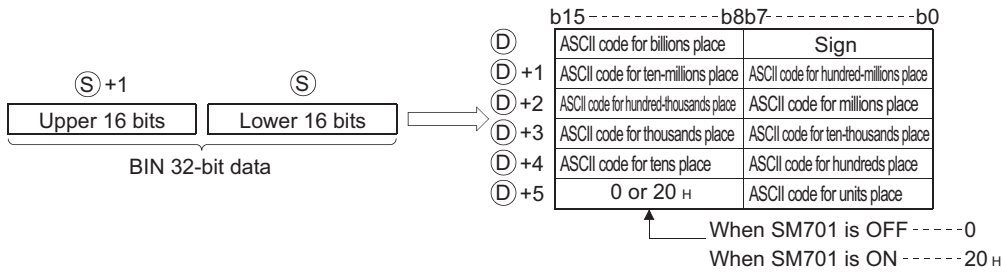 b15 b8b7 b0
D ASCII code for billions place Sign
S +1 S
D +1 ASCII code for ten-millions place ASCII code for hundred-millions place
D +2 ASCII code for hundred-thousands place ASCII code for millions place
Upper 16 bits Lower 16 bits
D +3 ASCII code for thousands place ASCII code for ten-thousands place
BIN 32-bit data
D +4 ASCII code for tens place ASCII code for hundreds place
D +5 0 or 20 H ASCII code for units place
When SM701 is OFF -----0
When SM701 is ON ------20 H